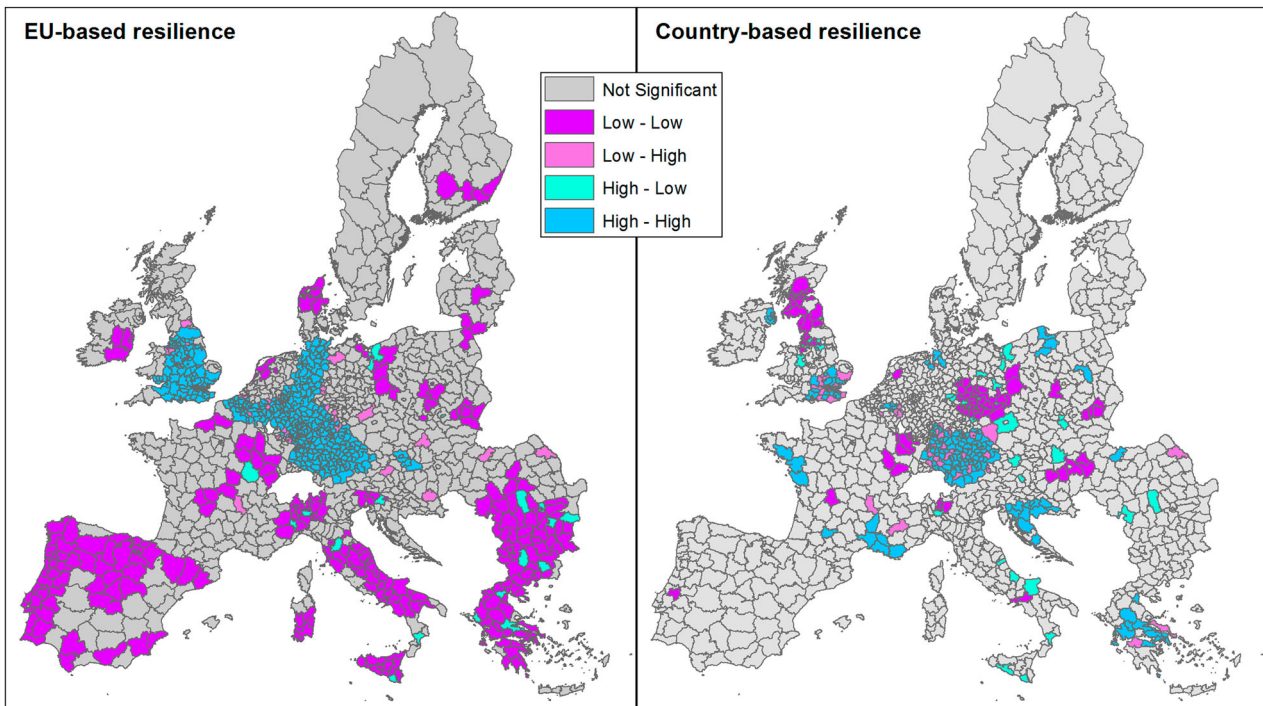 EU-based resilience
Country-based resilience
Not Significant
Low - Low
Low - High
High - Low
High - High